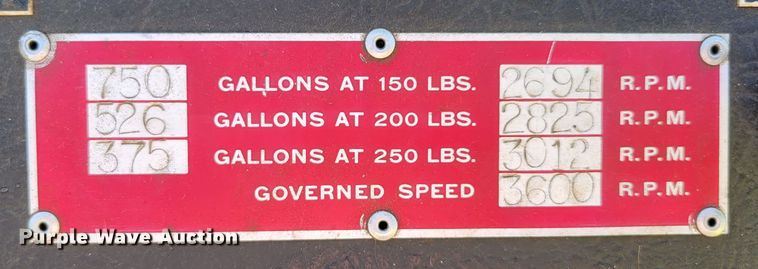 750 GALLONS AT 150 LBS. 2694 R.P.M.
526 GALLONS AT 200 LBS. 2825 R.P.M.
375 GALLONS AT 250 LBS. 3012 R.P.M.
GOVERNED SPEED 3600 R.P.M.
Purple Wave Auction